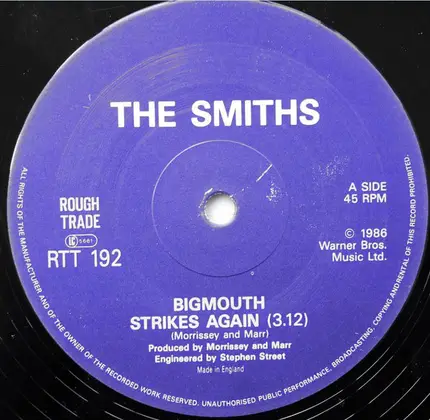 THE SMITHS
ROUGH
TRADE
RTT 192
A SIDE
45 RPM
© 1986
Warner Bros.
Music Ltd.
BIGMOUTH
STRIKES AGAIN (3.12)
(Morrissey and Marr)
Produced by Morrissey and Marr
Engineered by Stephen Street
Made in England
ALL RIGHTS OF THE MANUFACTURER AND OF THE OWNER OF THE RECORDED WORK RESERVED. UNAUTHORISED PUBLIC PERFORMANCE, BROADCASTING, COPYING AND RENTAL OF THIS RECORD PROHIBITED.